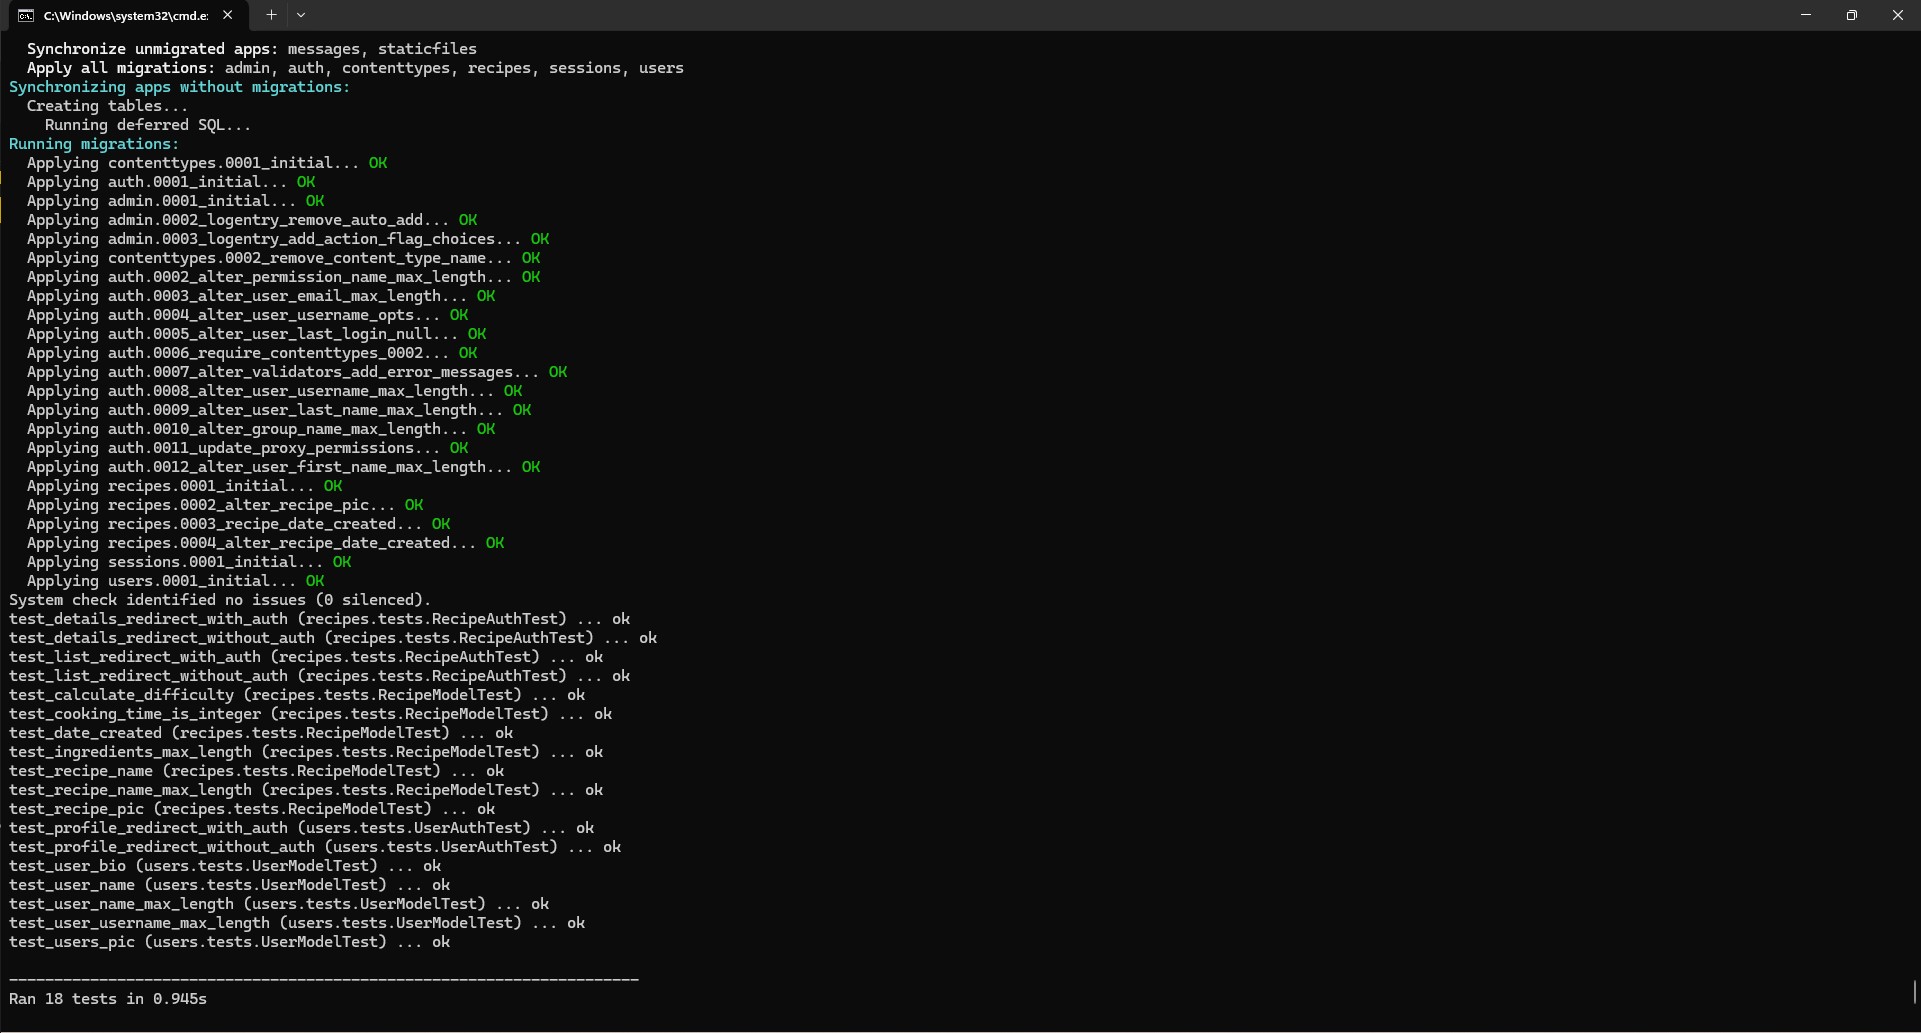 C:\Windows\system32\cmd.e:
Synchronize unmigrated apps: messages, staticfiles
Apply all migrations: admin, auth, contenttypes, recipes, sessions, users
Synchronizing apps without migrations:
Creating tables...
Running deferred SQL...
Running migrations:
Applying contenttypes.0001_initial... OK
Applying auth.0001_initial... OK
Applying admin.0001_initial... OK
Applying admin.0002_logentry_remove_auto_add... OK
Applying admin.0003_logentry_add_action_flag_choices... OK
Applying contenttypes.0002_remove_content_type_name... OK
Applying auth.0002_alter_permission_name_max_length... OK
Applying auth.0003_alter_user_email_max_length... OK
Applying auth.0004_alter_user_username_opts... OK
Applying auth.0005_alter_user_last_login_null... OK
Applying auth.0006_require_contenttypes_0002... OK
Applying auth.0007_alter_validators_add_error_messages... OK
Applying auth.0008_alter_user_username_max_length... OK
Applying auth.0009_alter_user_last_name_max_length... OK
Applying auth.0010_alter_group_name_max_length... OK
Applying auth.0011_update_proxy_permissions... OK
Applying auth.0012_alter_user_first_name_max_length... OK
Applying recipes.0001_initial... OK
Applying recipes.0002_alter_recipe_pic... OK
Applying recipes.0003_recipe_date_created... OK
Applying recipes.0004_alter_recipe_date_created... OK
Applying sessions.0001_initial... OK
Applying users.0001_initial... OK
System check identified no issues (0 silenced).
test_details_redirect_with_auth (recipes.tests.RecipeAuthTest) ... ok
test_details_redirect_without_auth (recipes.tests.RecipeAuthTest) ... ok
test_list_redirect_with_auth (recipes.tests.RecipeAuthTest) ... ok
test_list_redirect_without_auth (recipes.tests.RecipeAuthTest) ... ok
test_calculate_difficulty (recipes.tests.RecipeModelTest) ... ok
test_cooking_time_is_integer (recipes.tests.RecipeModelTest) ... ok
test_date_created (recipes.tests.RecipeModelTest) ... ok
test_ingredients_max_length (recipes.tests.RecipeModelTest) ... ok
test_recipe_name (recipes.tests.RecipeModelTest) ... ok
test_recipe_name_max_length (recipes.tests.RecipeModelTest) ... ok
test_recipe_pic (recipes.tests.RecipeModelTest) ... ok
test_profile_redirect_with_auth (users.tests.UserAuthTest) ... ok
test_profile_redirect_without_auth (users.tests.UserAuthTest) ... ok
test_user_bio (users.tests.UserModelTest) ... ok
test_user_name (users.tests.UserModelTest) ... ok
test_user_name_max_length (users.tests.UserModelTest) ... ok
test_user_username_max_length (users.tests.UserModelTest) ... ok
test_users_pic (users.tests.UserModelTest) ... ok
----------------------------------------------------------------------
Ran 18 tests in 0.945s